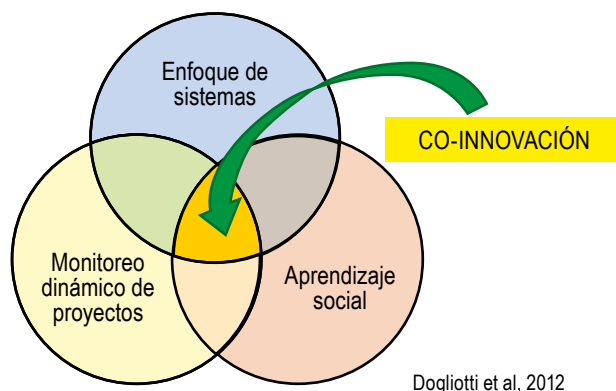 Enfoque de
sistemas
CO-INNOVACIÓN
Monitoreo
dinámico de
proyectos
Aprendizaje
social
Dogliotti et al, 2012